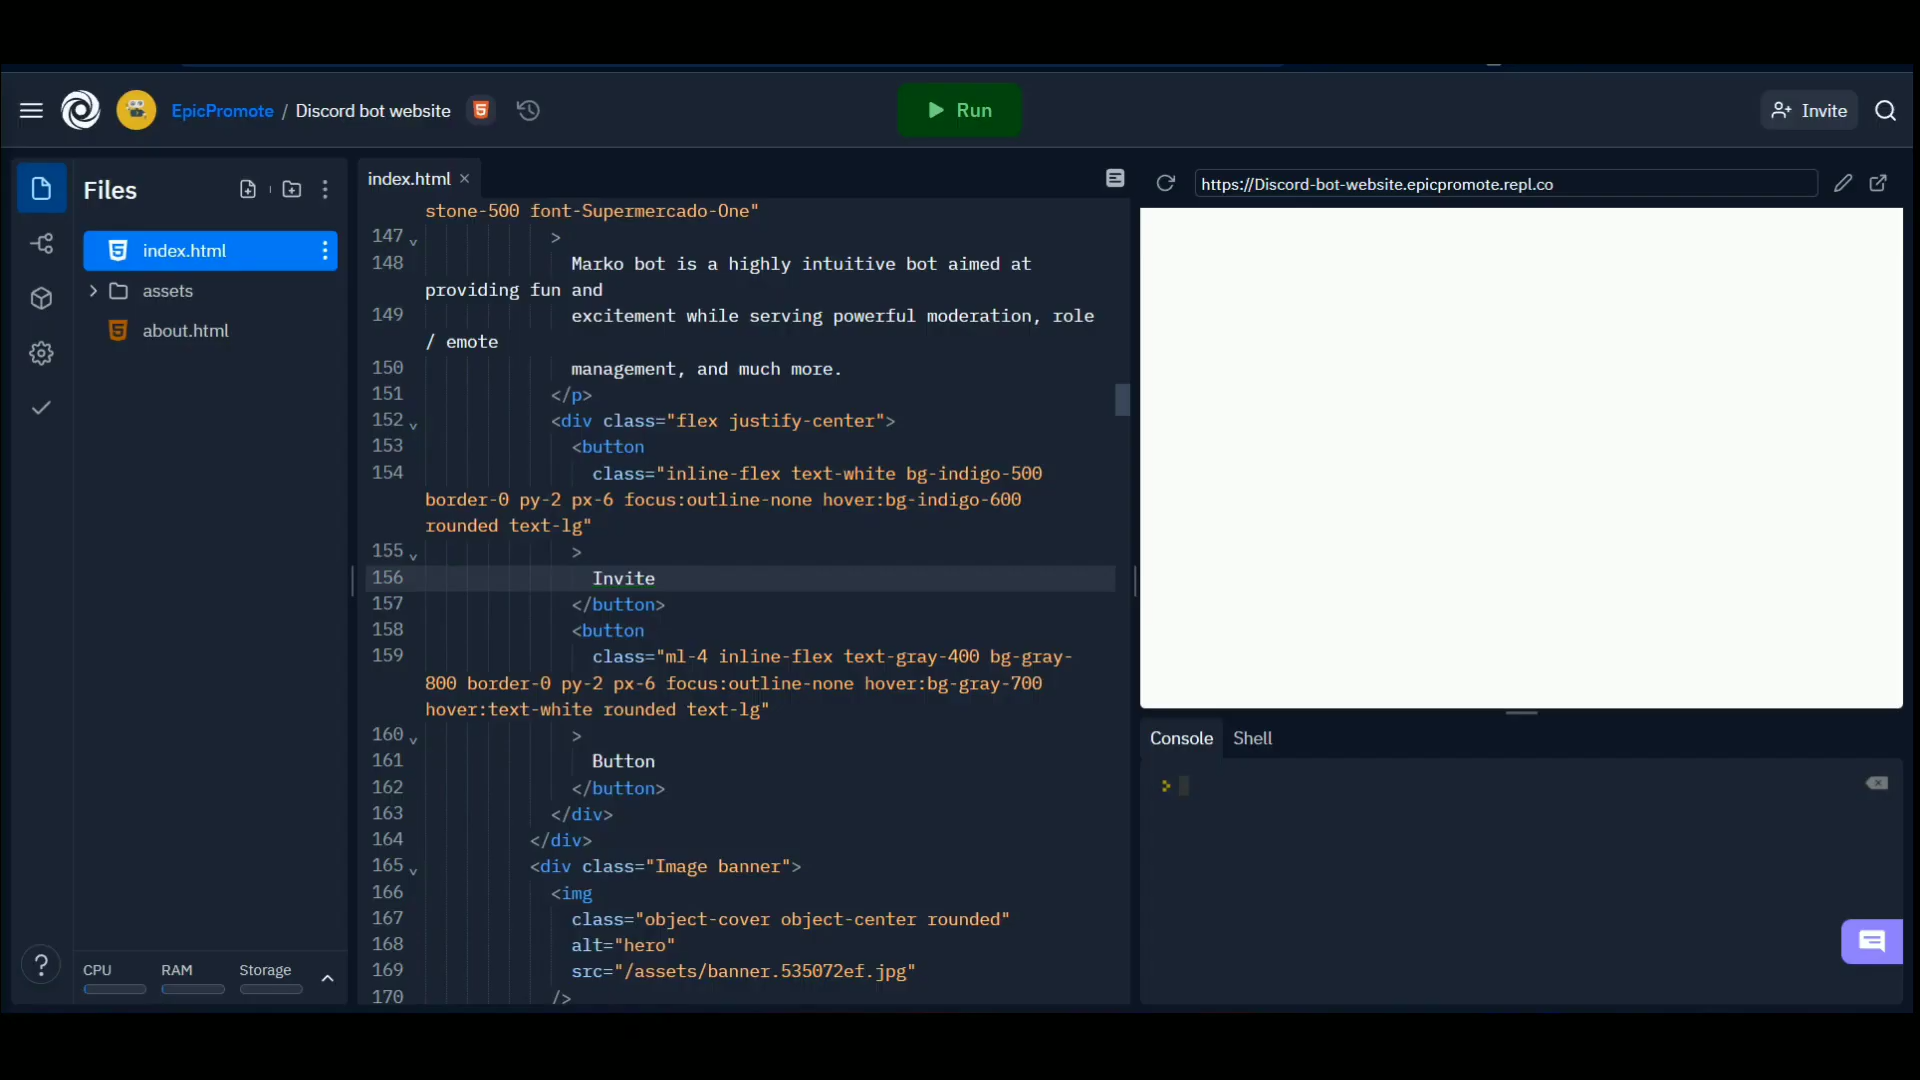 EpicPromote / Discord bot website
Run
Invite
Files
index.html
assets
about.html
CPU RAM Storage
index.html
https://Discord-bot-website.epicpromote.repl.co
stone-500 font-Supermercado-One"
147 >
148 Marko bot is a highly intuitive bot aimed at
providing fun and
149 excitement while serving powerful moderation, role
/ emote
150 management, and much more.
151 </p>
152 <div class="flex justify-center">
153 <button
154 class="inline-flex text-white bg-indigo-500
border-0 py-2 px-6 focus:outline-none hover:bg-indigo-600
rounded text-lg"
155 >
156 Invite
157 </button>
158 <button
159 class="ml-4 inline-flex text-gray-400 bg-gray-
800 border-0 py-2 px-6 focus:outline-none hover:bg-gray-700
hover:text-white rounded text-lg"
160 >
161 Button
162 </button>
163 </div>
164 </div>
165 <div class="Image banner">
166 <img
167 class="object-cover object-center rounded"
168 alt="hero"
169 src="/assets/banner.535072ef.jpg"
170 />
Console Shell